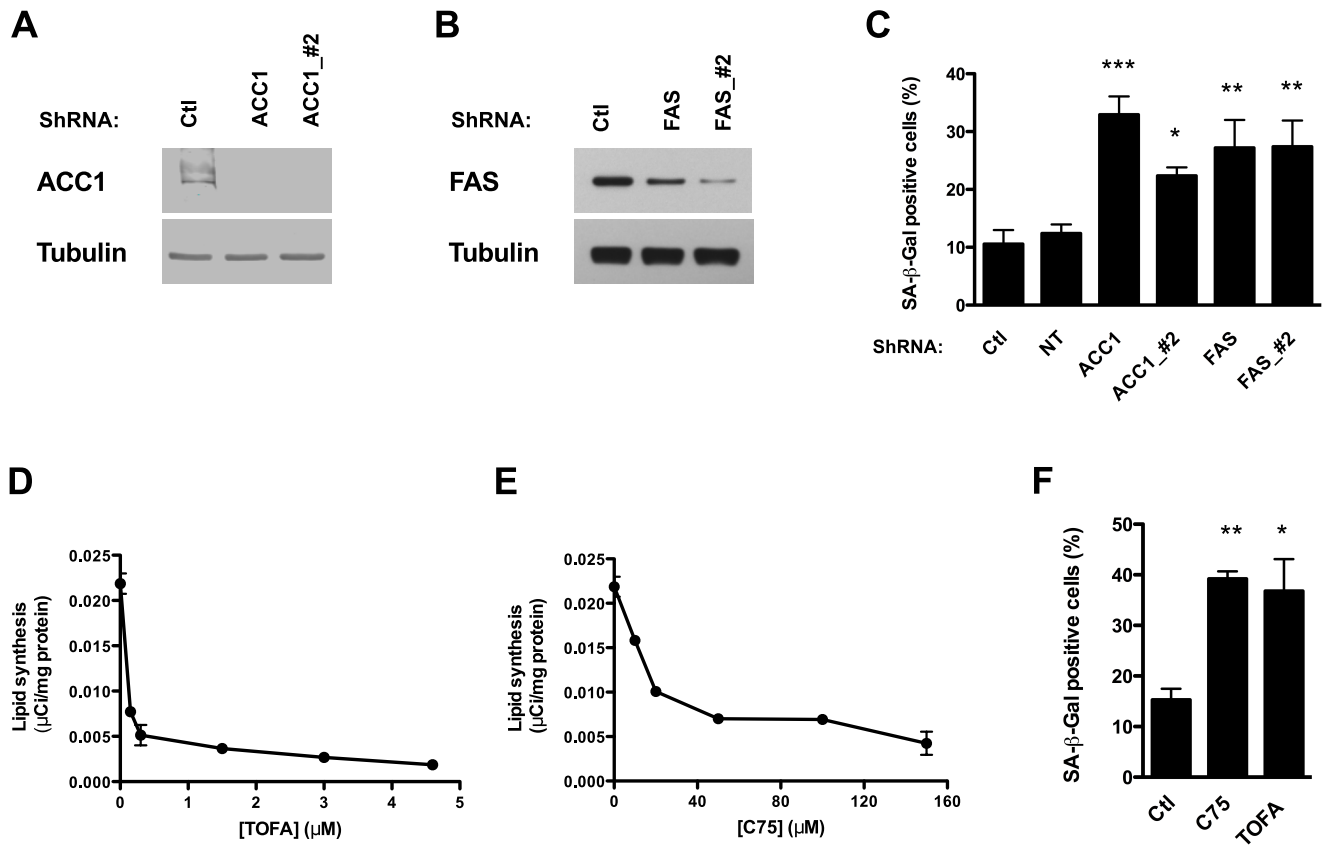 A
ShRNA:
Ctl
ACC1
ACC1_#2
ACC1
Tubulin
B
ShRNA:
Ctl
FAS
FAS_#2
FAS
Tubulin
C
SA-β-Gal positive cells (%)
40
30
20
10
0
***
*
**
**
ShRNA:
Ctl
NT
ACC1
ACC1_#2
FAS
FAS_#2
D
Lipid synthesis
(µCi/mg protein)
0.025
0.020
0.015
0.010
0.005
0.000
0
1
2
3
4
5
[TOFA] (µM)
E
Lipid synthesis
(µCi/mg protein)
0.025
0.020
0.015
0.010
0.005
0.000
0
40
80
120
160
[C75] (µM)
F
SA-β-Gal positive cells (%)
50
40
30
20
10
0
**
*
Ctl
C75
TOFA